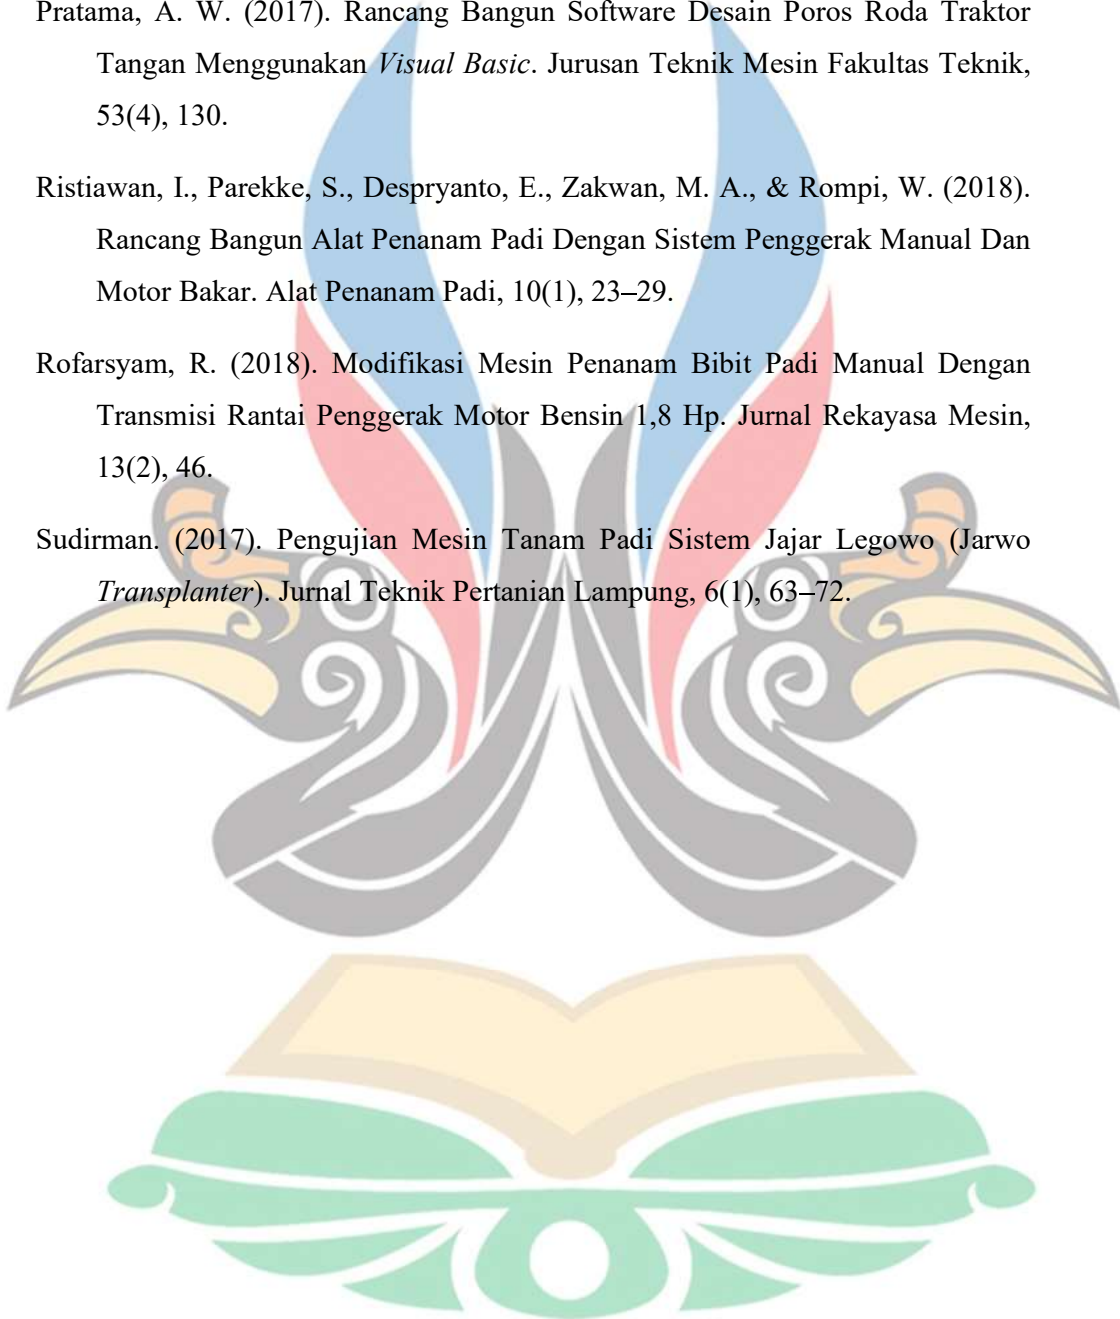 Pratama, A. W. (2017). Rancang Bangun Software Desain Poros Roda Traktor
Tangan Menggunakan Visual Basic. Jurusan Teknik Mesin Fakultas Teknik,
53(4), 130.
Ristiawan, I., Parekke, S., Despryanto, E., Zakwan, M. A., & Rompi, W. (2018).
Rancang Bangun Alat Penanam Padi Dengan Sistem Penggerak Manual Dan
Motor Bakar. Alat Penanam Padi, 10(1), 23–29.
Rofarsyam, R. (2018). Modifikasi Mesin Penanam Bibit Padi Manual Dengan
Transmisi Rantai Penggerak Motor Bensin 1,8 Hp. Jurnal Rekayasa Mesin,
13(2), 46.
Sudirman. (2017). Pengujian Mesin Tanam Padi Sistem Jajar Legowo (Jarwo
Transplanter). Jurnal Teknik Pertanian Lampung, 6(1), 63–72.